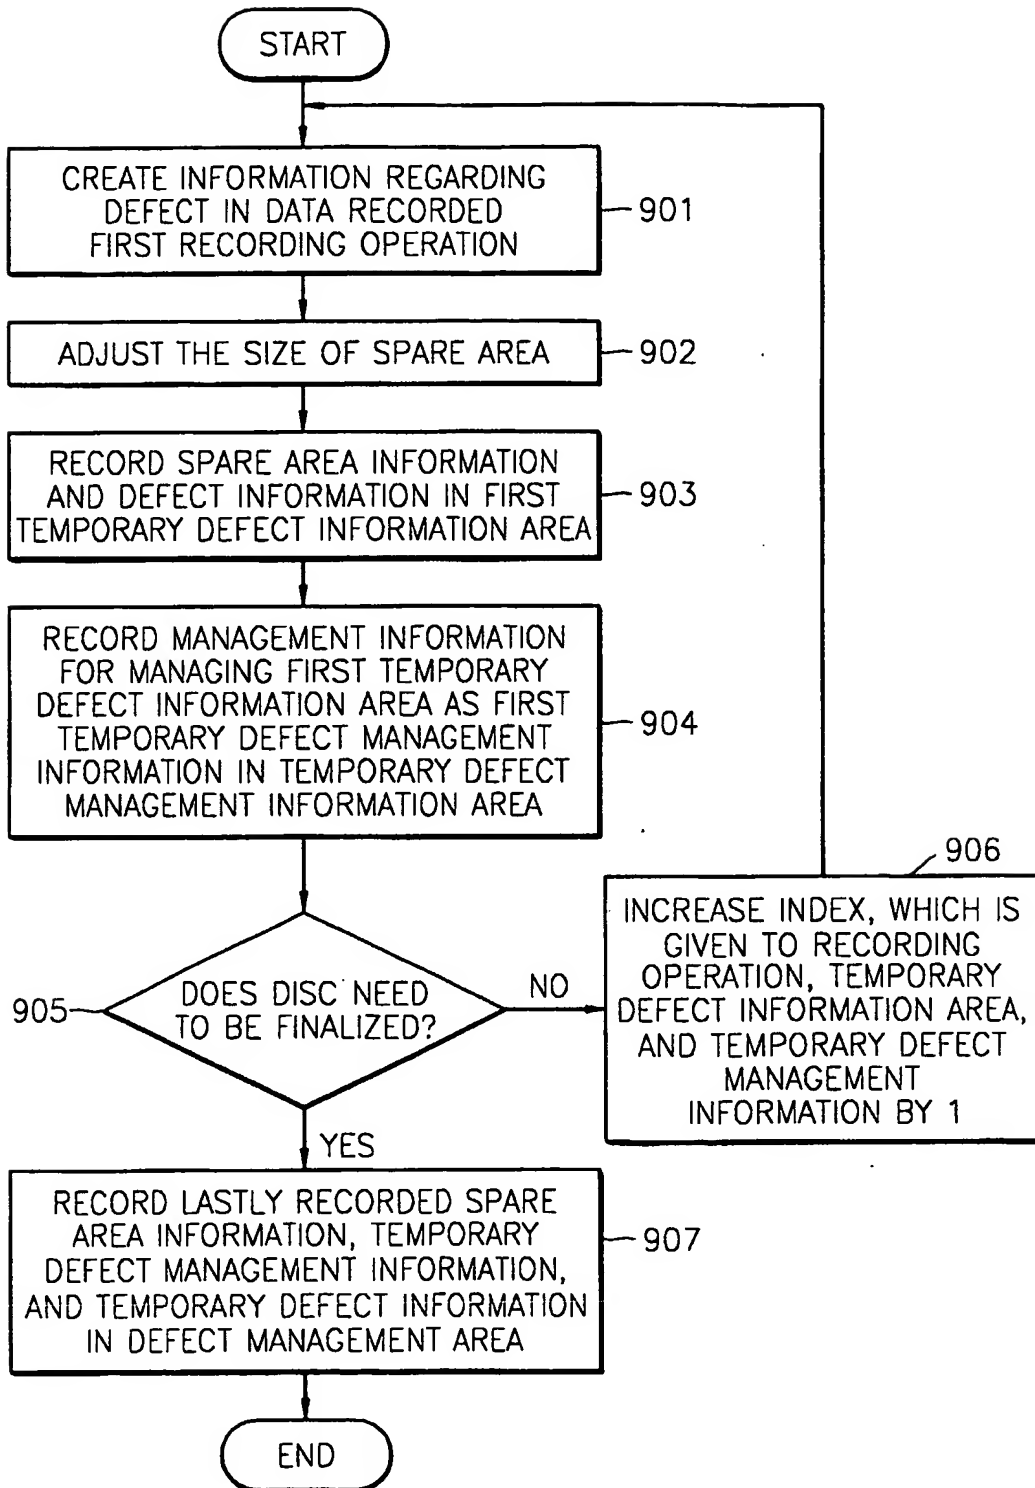 START
CREATE INFORMATION REGARDING
DEFECT IN DATA RECORDED
FIRST RECORDING OPERATION
901
ADJUST THE SIZE OF SPARE AREA
902
RECORD SPARE AREA INFORMATION
AND DEFECT INFORMATION IN FIRST
TEMPORARY DEFECT INFORMATION AREA
903
RECORD MANAGEMENT INFORMATION
FOR MANAGING FIRST TEMPORARY
DEFECT INFORMATION AREA AS FIRST
TEMPORARY DEFECT MANAGEMENT
INFORMATION IN TEMPORARY DEFECT
MANAGEMENT INFORMATION AREA
904
905
DOES DISC NEED
TO BE FINALIZED?
NO
906
INCREASE INDEX, WHICH IS
GIVEN TO RECORDING
OPERATION, TEMPORARY
DEFECT INFORMATION AREA,
AND TEMPORARY DEFECT
MANAGEMENT
INFORMATION BY 1
YES
RECORD LASTLY RECORDED SPARE
AREA INFORMATION, TEMPORARY
DEFECT MANAGEMENT INFORMATION,
AND TEMPORARY DEFECT INFORMATION
IN DEFECT MANAGEMENT AREA
907
END